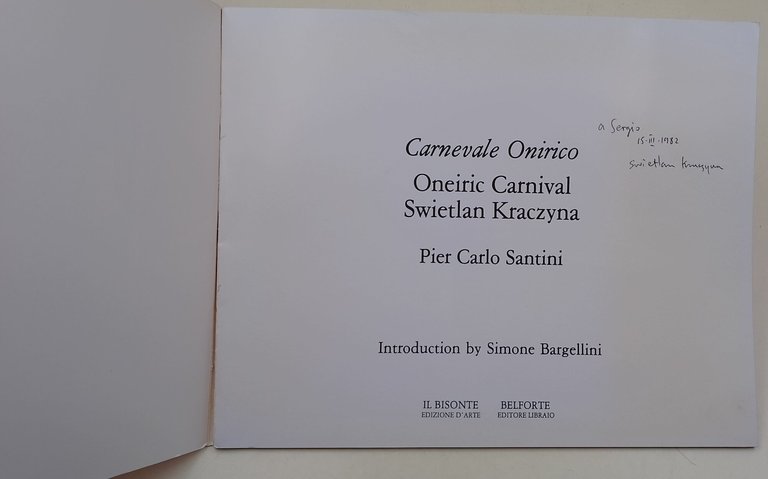 a Sergio
15·III·1982
Swietlan Kraczyna
Carnevale Onirico
Oneiric Carnival
Swietlan Kraczyna
Pier Carlo Santini
Introduction by Simone Bargellini
IL BISONTE BELFORTE
EDIZIONE D'ARTE EDITORE LIBRAIO